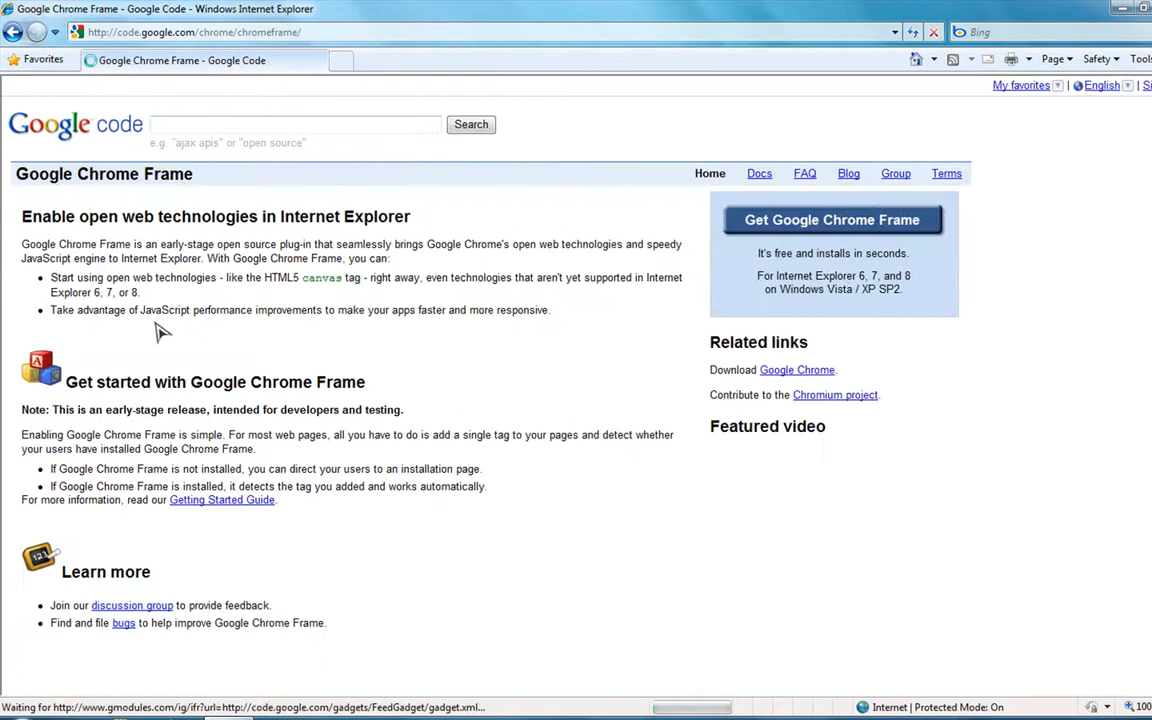 Google Chrome Frame - Google Code - Windows Internet Explorer
http://code.google.com/chrome/chromeframe/
Bing
Favorites
Google Chrome Frame - Google Code
Page
Safety
Tools
My favorites | English |
Google code
Search
e.g. "ajax apis" or "open source"
Google Chrome Frame
Home Docs FAQ Blog Group Terms
Enable open web technologies in Internet Explorer
Google Chrome Frame is an early-stage open source plug-in that seamlessly brings Google Chrome's open web technologies and speedy
JavaScript engine to Internet Explorer. With Google Chrome Frame, you can:
• Start using open web technologies - like the HTML5 canvas tag - right away, even technologies that aren't yet supported in Internet
Explorer 6, 7, or 8.
• Take advantage of JavaScript performance improvements to make your apps faster and more responsive.
Get started with Google Chrome Frame
Note: This is an early-stage release, intended for developers and testing.
Enabling Google Chrome Frame is simple. For most web pages, all you have to do is add a single tag to your pages and detect whether
your users have installed Google Chrome Frame.
• If Google Chrome Frame is not installed, you can direct your users to an installation page.
• If Google Chrome Frame is installed, it detects the tag you added and works automatically.
For more information, read our Getting Started Guide.
Learn more
• Join our discussion group to provide feedback.
• Find and file bugs to help improve Google Chrome Frame.
Get Google Chrome Frame
It's free and installs in seconds.
For Internet Explorer 6, 7, and 8
on Windows Vista / XP SP2.
Related links
Download Google Chrome.
Contribute to the Chromium project.
Featured video
Waiting for http://www.gmodules.com/ig/ifr?url=http://code.google.com/gadgets/FeedGadget/gadget.xml...
Internet | Protected Mode: On
100